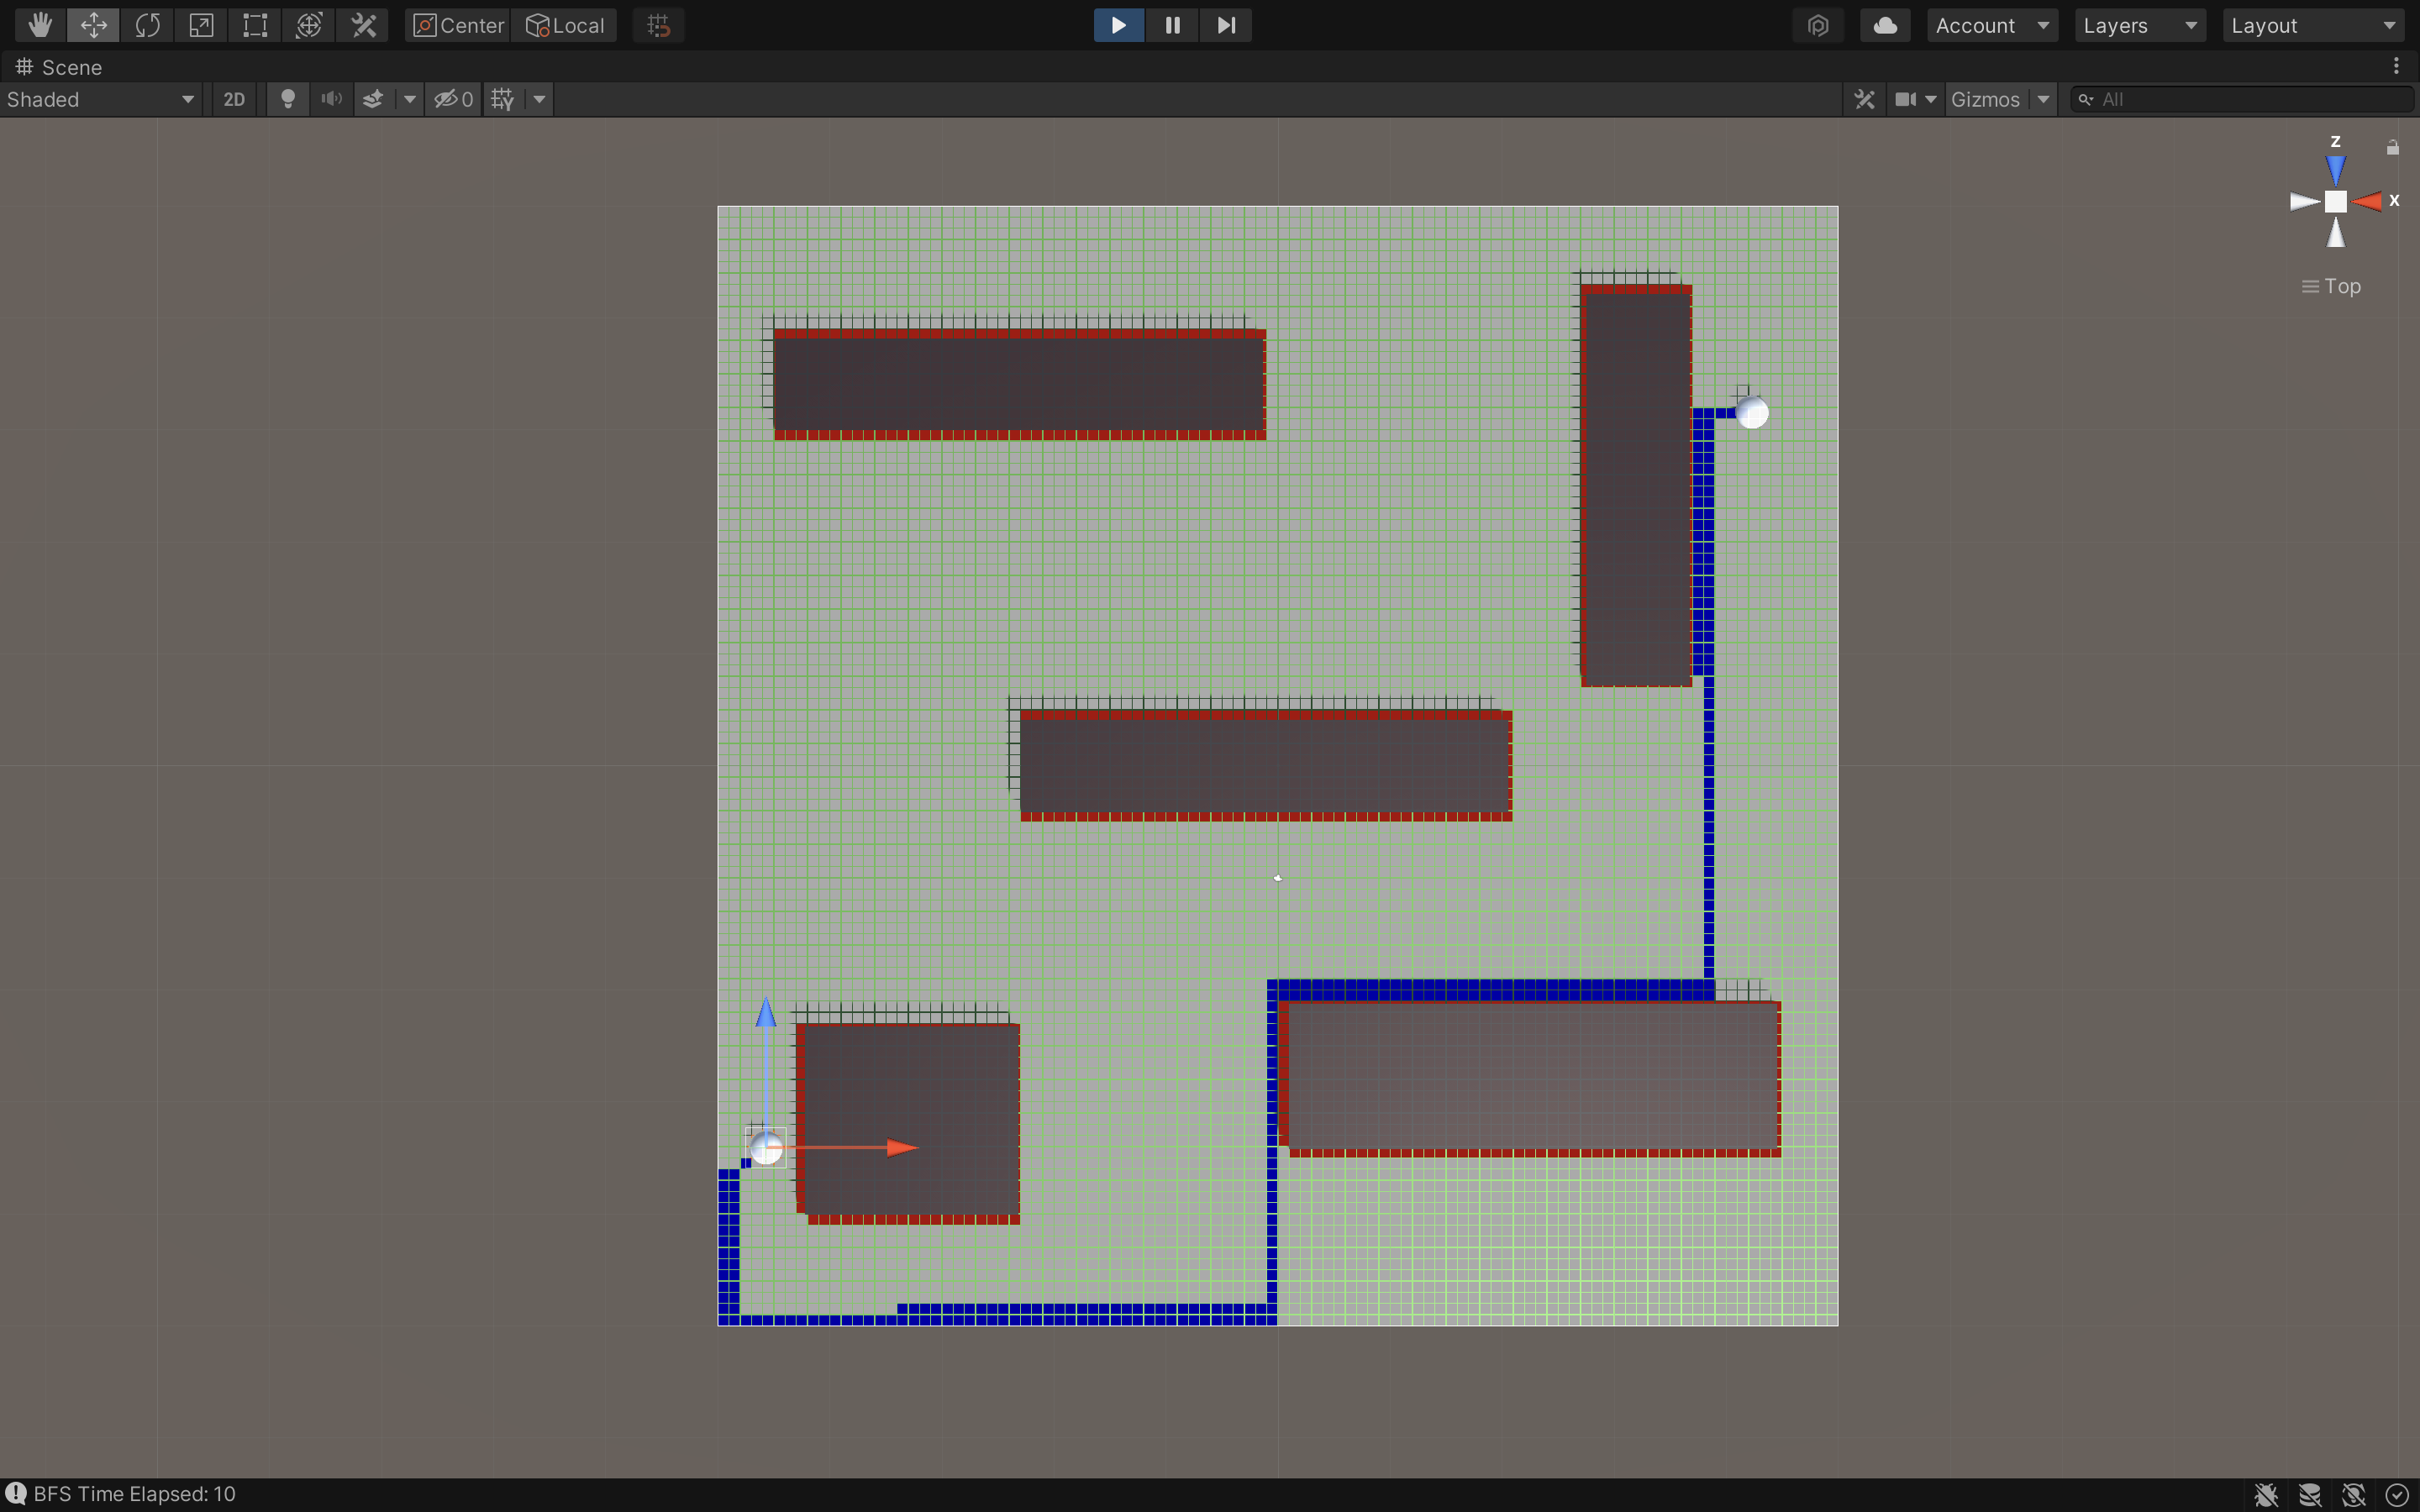 Center Local Account Layers Layout
Scene
Shaded 2D 0 Gizmos All
z
x
Top
BFS Time Elapsed: 10